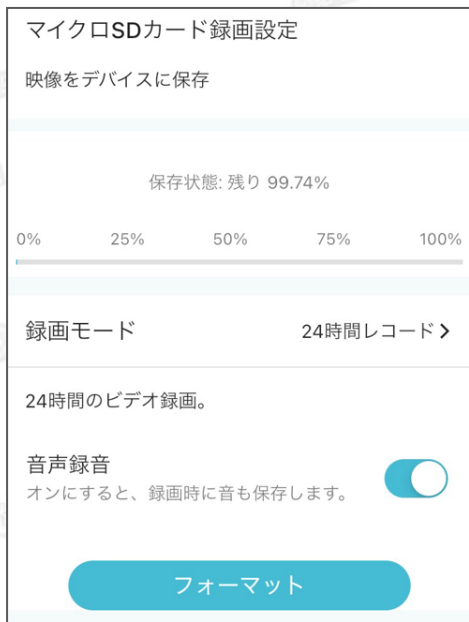 マイクロSDカード録画設定
映像をデバイスに保存
保存状態: 残り 99.74%
0% 25% 50% 75% 100%
録画モード 24時間レコード
24時間のビデオ録画。
音声録音
オンにすると、録画時に音も保存します。
フォーマット